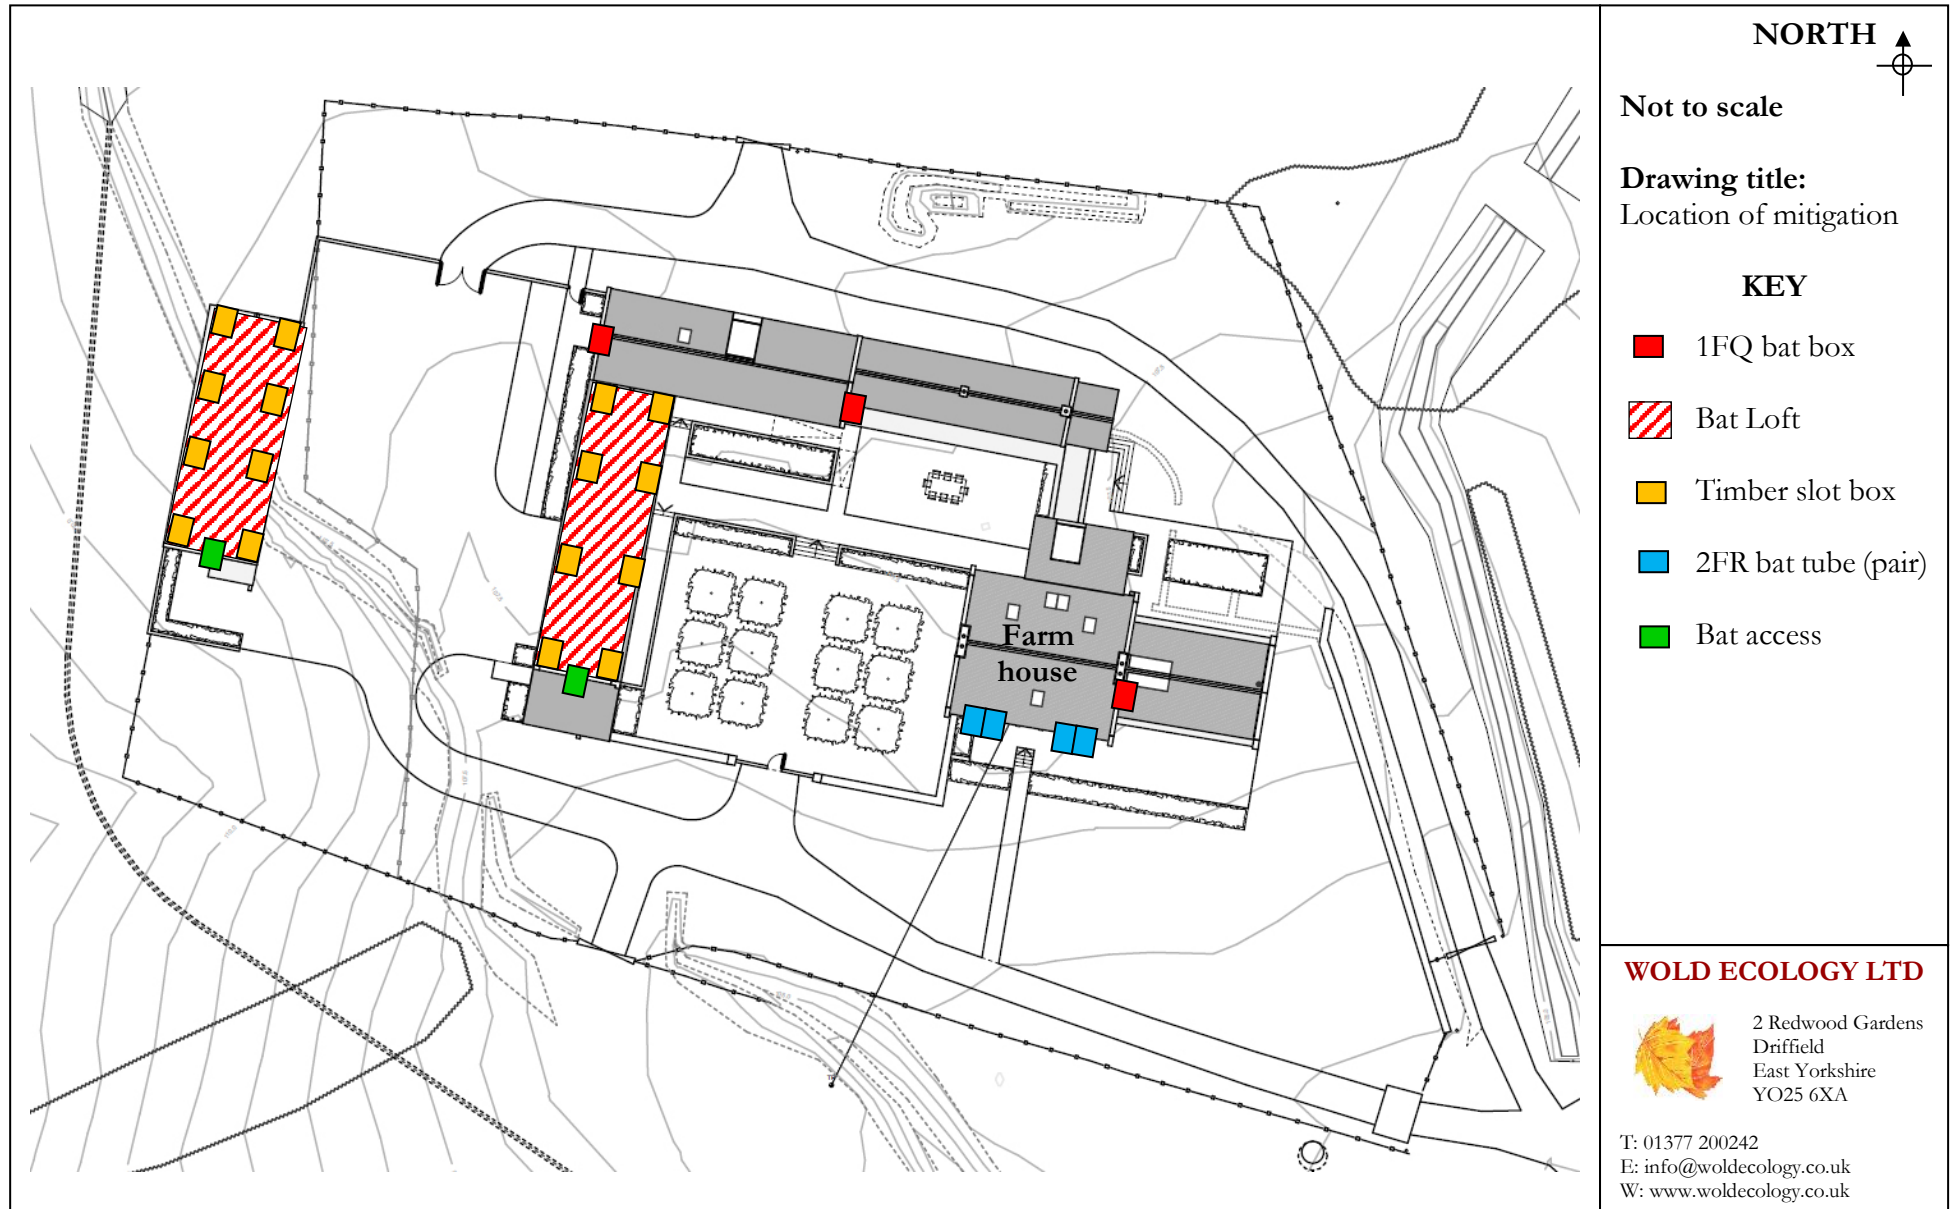 NORTH
Not to scale
Drawing title:
Location of mitigation
KEY
1FQ bat box
Bat Loft
Timber slot box
2FR bat tube (pair)
Bat access
Farm
house
WOLD ECOLOGY LTD
2 Redwood Gardens
Driffield
East Yorkshire
YO25 6XA
T: 01377 200242
E: info@woldecology.co.uk
W: www.woldecology.co.uk